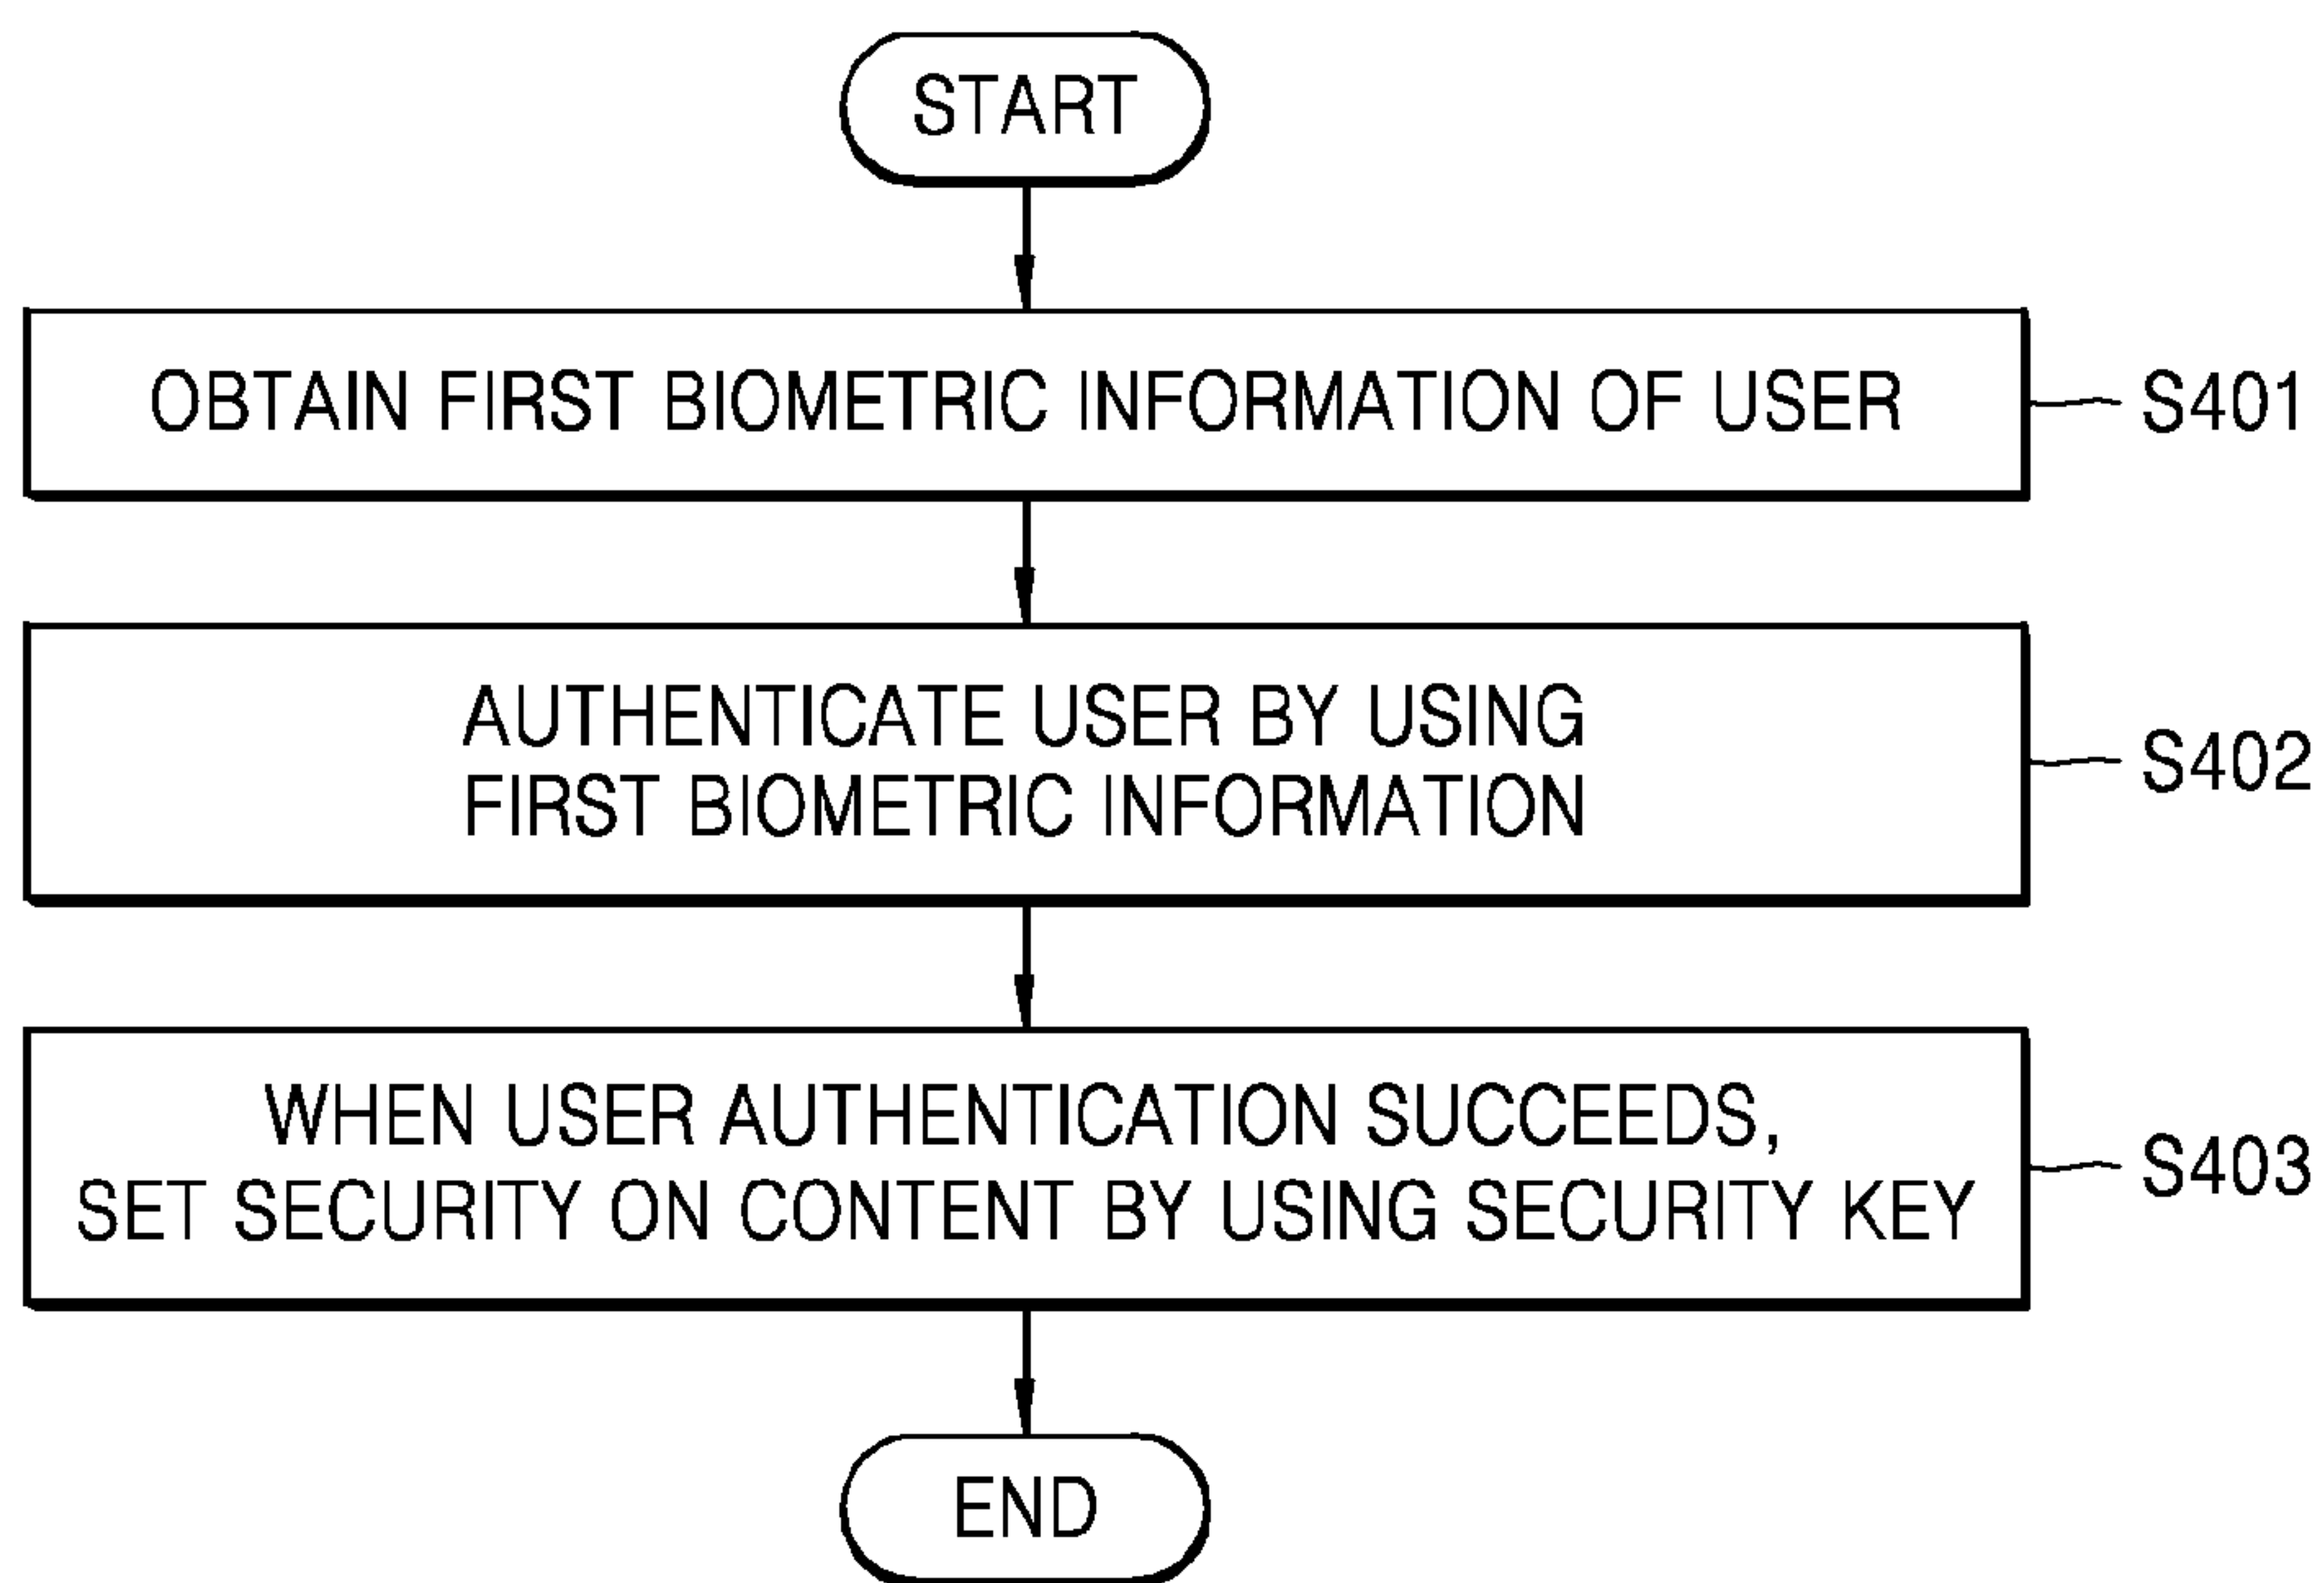 START
OBTAIN FIRST BIOMETRIC INFORMATION OF USER
S401
AUTHENTICATE USER BY USING
FIRST BIOMETRIC INFORMATION
S402
WHEN USER AUTHENTICATION SUCCEEDS,
SET SECURITY ON CONTENT BY USING SECURITY KEY
S403
END